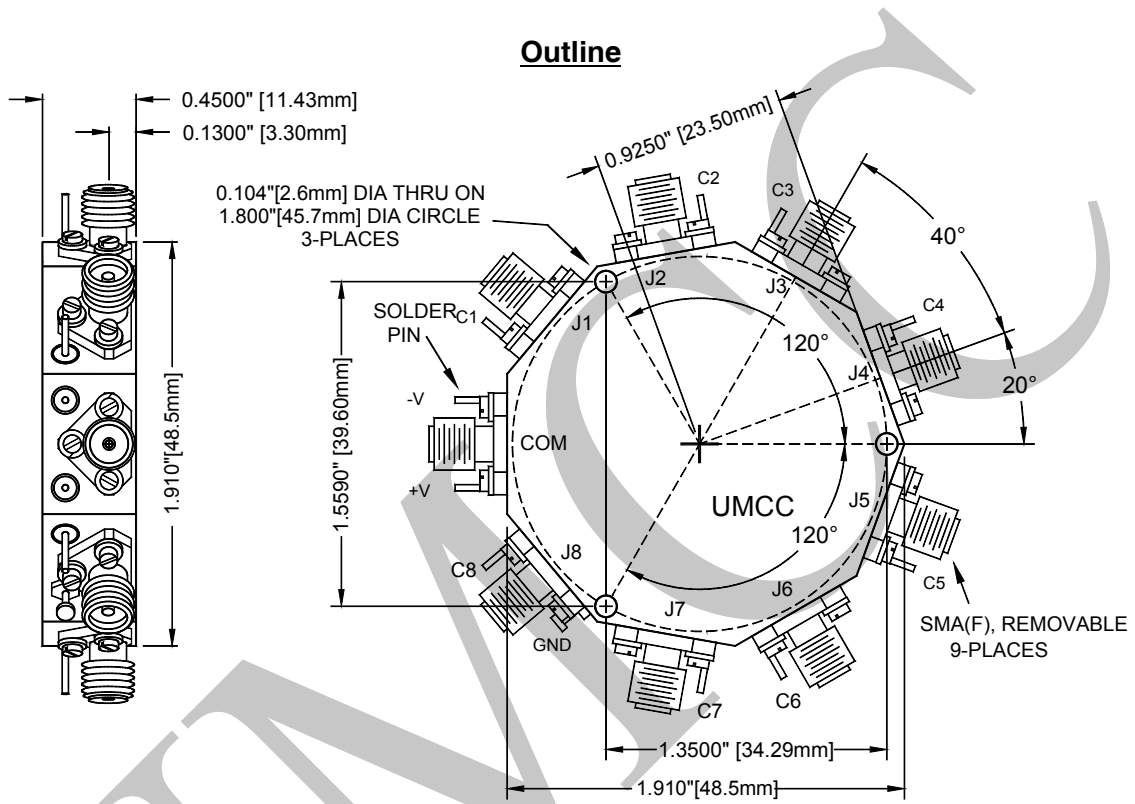 Outline
0.4500" [11.43mm]
0.1300" [3.30mm]
0.9250" [23.50mm]
0.104"[2.6mm] DIA THRU ON
1.800"[45.7mm] DIA CIRCLE
3-PLACES
C2
C3
40°
J2
J3
SOLDER
PIN
C1
J1
C4
120°
J4
20°
-V
COM
+V
1.910"[48.5mm]
1.5590" [39.60mm]
UMCC
J5
120°
J8
C8
J6
C5
J7
GND
SMA(F), REMOVABLE
9-PLACES
C6
C7
1.3500" [34.29mm]
1.910"[48.5mm]